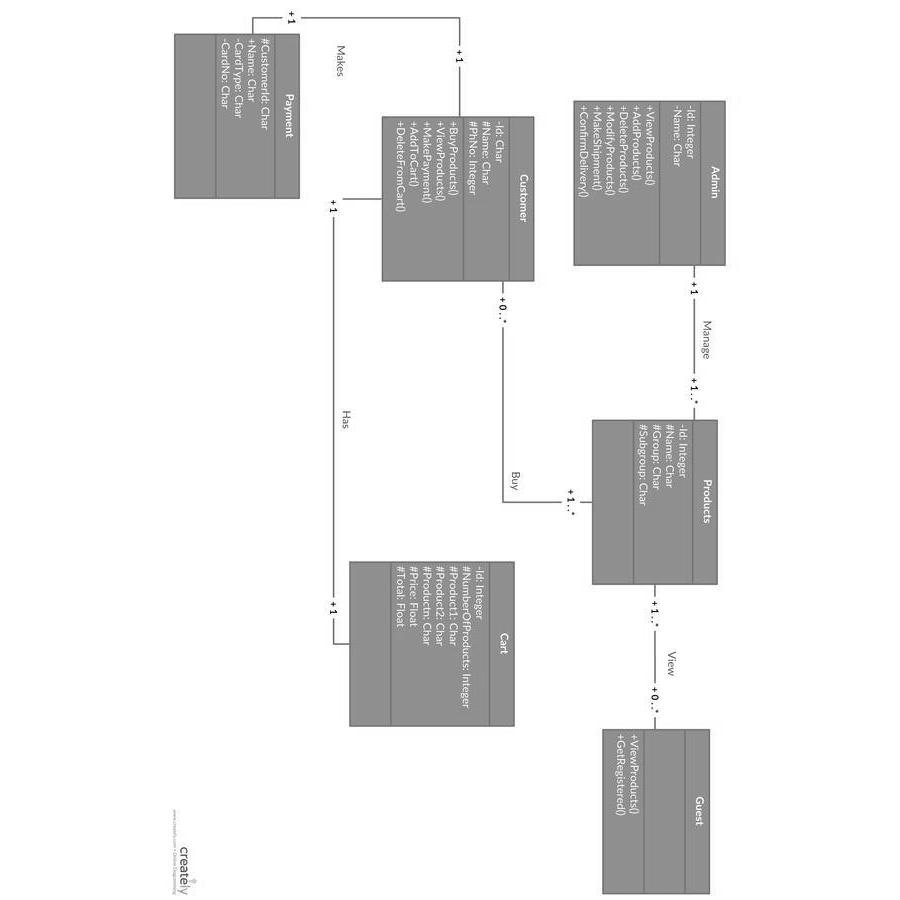 Admin
-Id: Integer
-Name: Char
+ViewProducts()
+AddProducts()
+DeleteProducts()
+ModifyProducts()
+MakeShipment()
+ConfirmDelivery()
+1
Manage
+1..*
Products
-Id: Integer
#Name: Char
#Group: Char
#Subgroup: Char
+1..*
View
+0..*
Guest
+ViewProducts()
+GetRegistered()
Customer
-Id: Char
#Name: Char
#PhNo: Integer
+BuyProducts()
+ViewProducts()
+MakePayment()
+AddToCart()
+DeleteFromCart()
+0..*
Buy
+1..*
Cart
-Id: Integer
#NumberOfProducts: Integer
#Product1: Char
#Product2: Char
#Productn: Char
#Price: Float
#Total: Float
+1
Has
+1
+1
Makes
+1
Payment
#CustomerId: Char
+Name: Char
-CardType: Char
-CardNo: Char
creately
www.creately.com • Online Diagramming